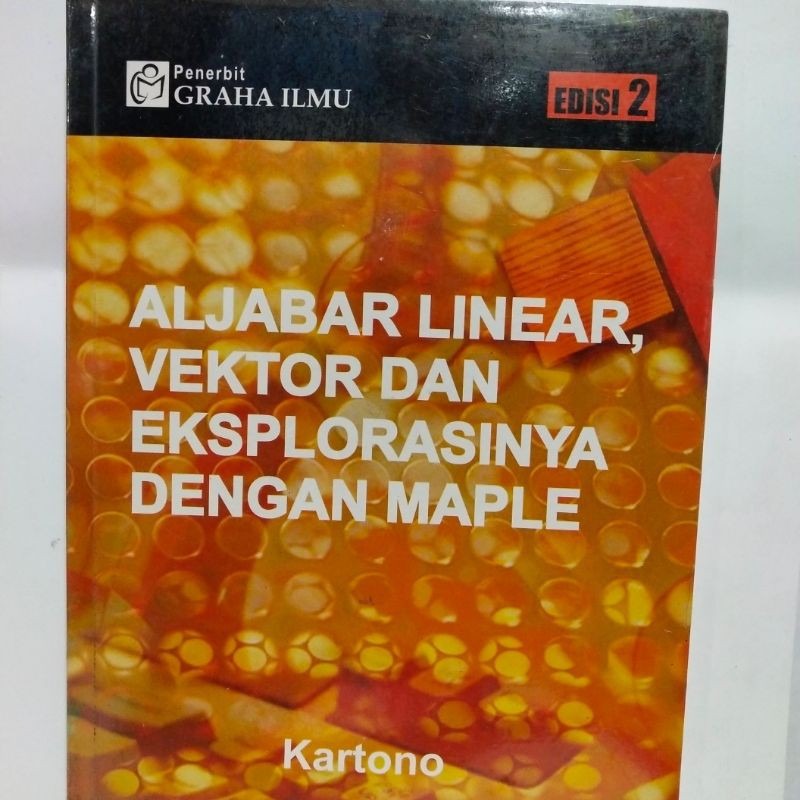 Penerbit
GRAHA ILMU
EDISI 2
ALJABAR LINEAR,
VEKTOR DAN
EKSPLORASINYA
DENGAN MAPLE
Kartono